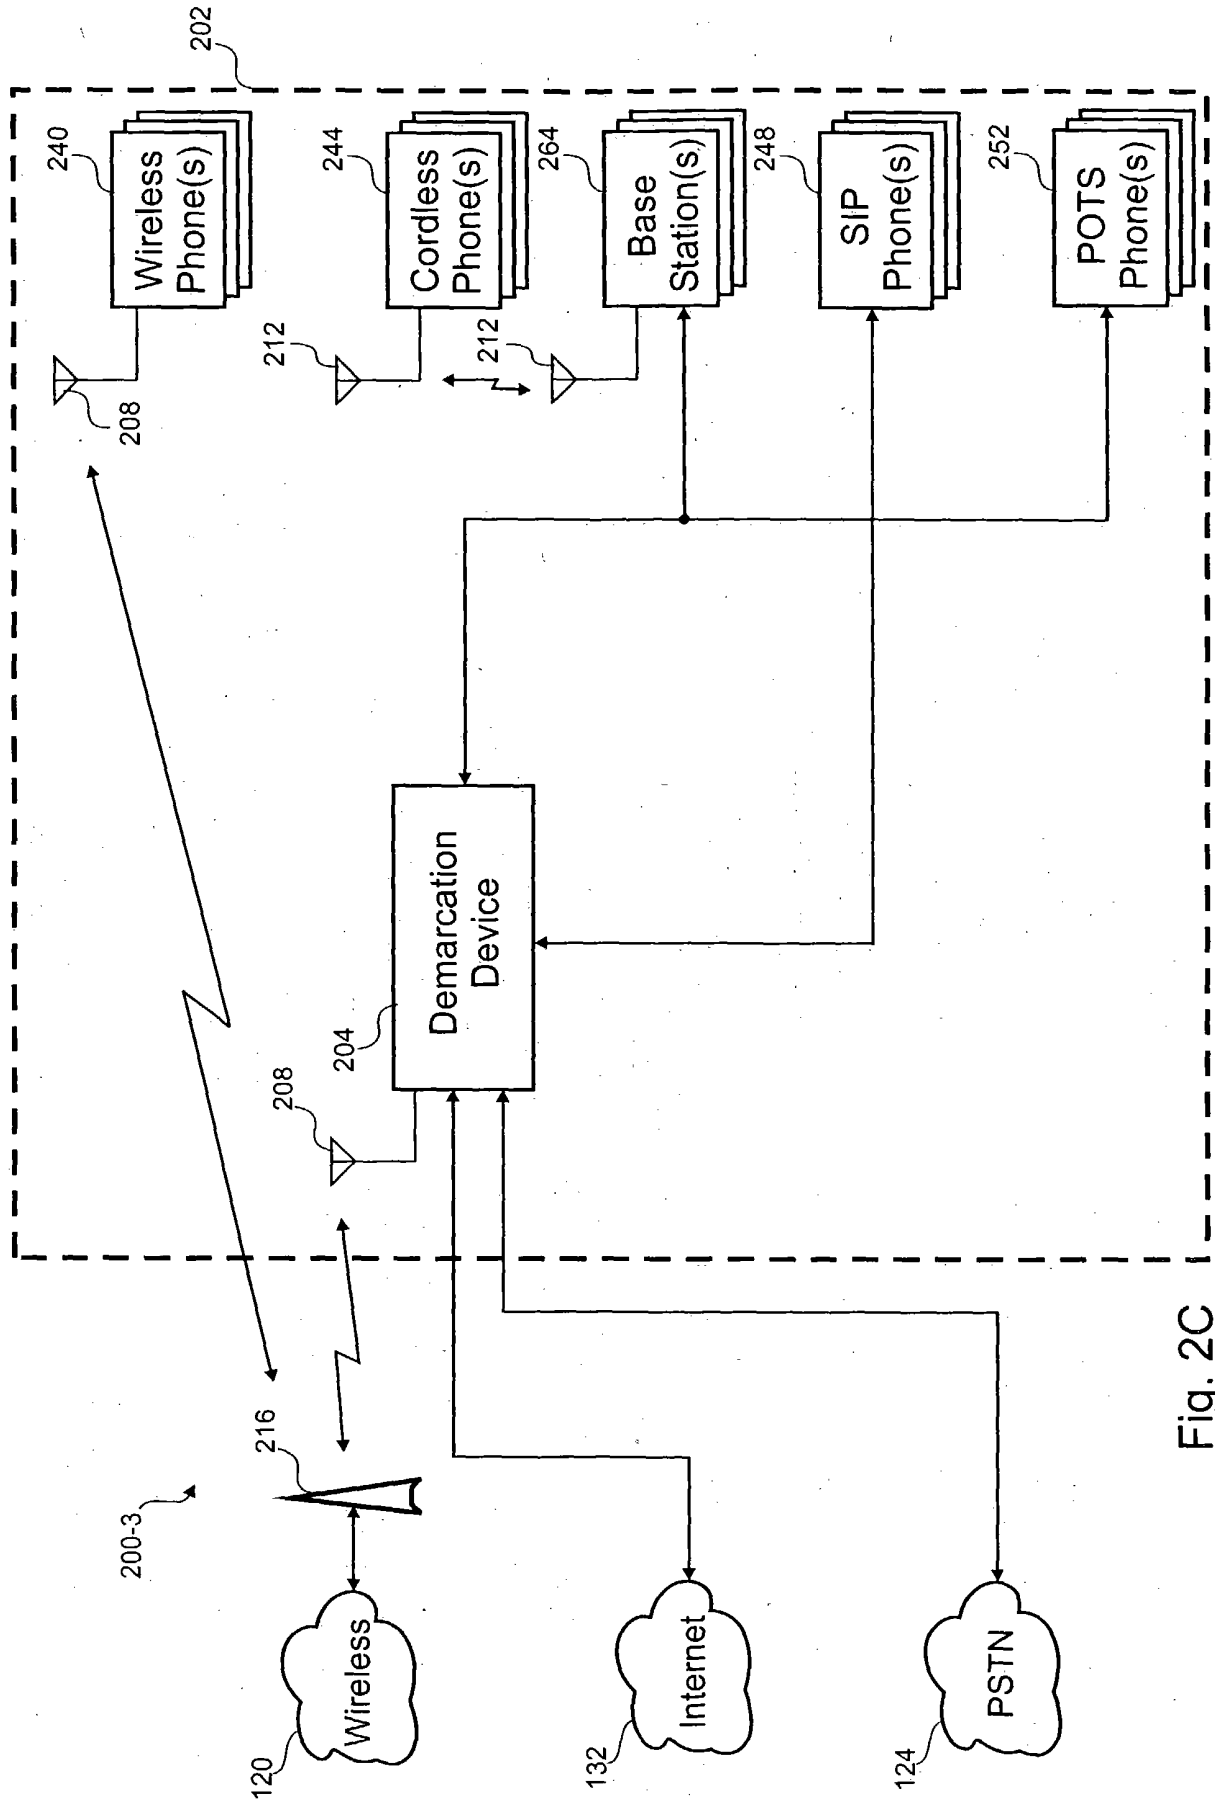 202
240
Wireless
Phone(s)
208
244
Cordless
Phone(s)
212
264
Base
Station(s)
212
248
SIP
Phone(s)
252
POTS
Phone(s)
204
Demarcation
Device
208
200-3
216
120
Wireless
132
Internet
124
PSTN
Fig. 2C